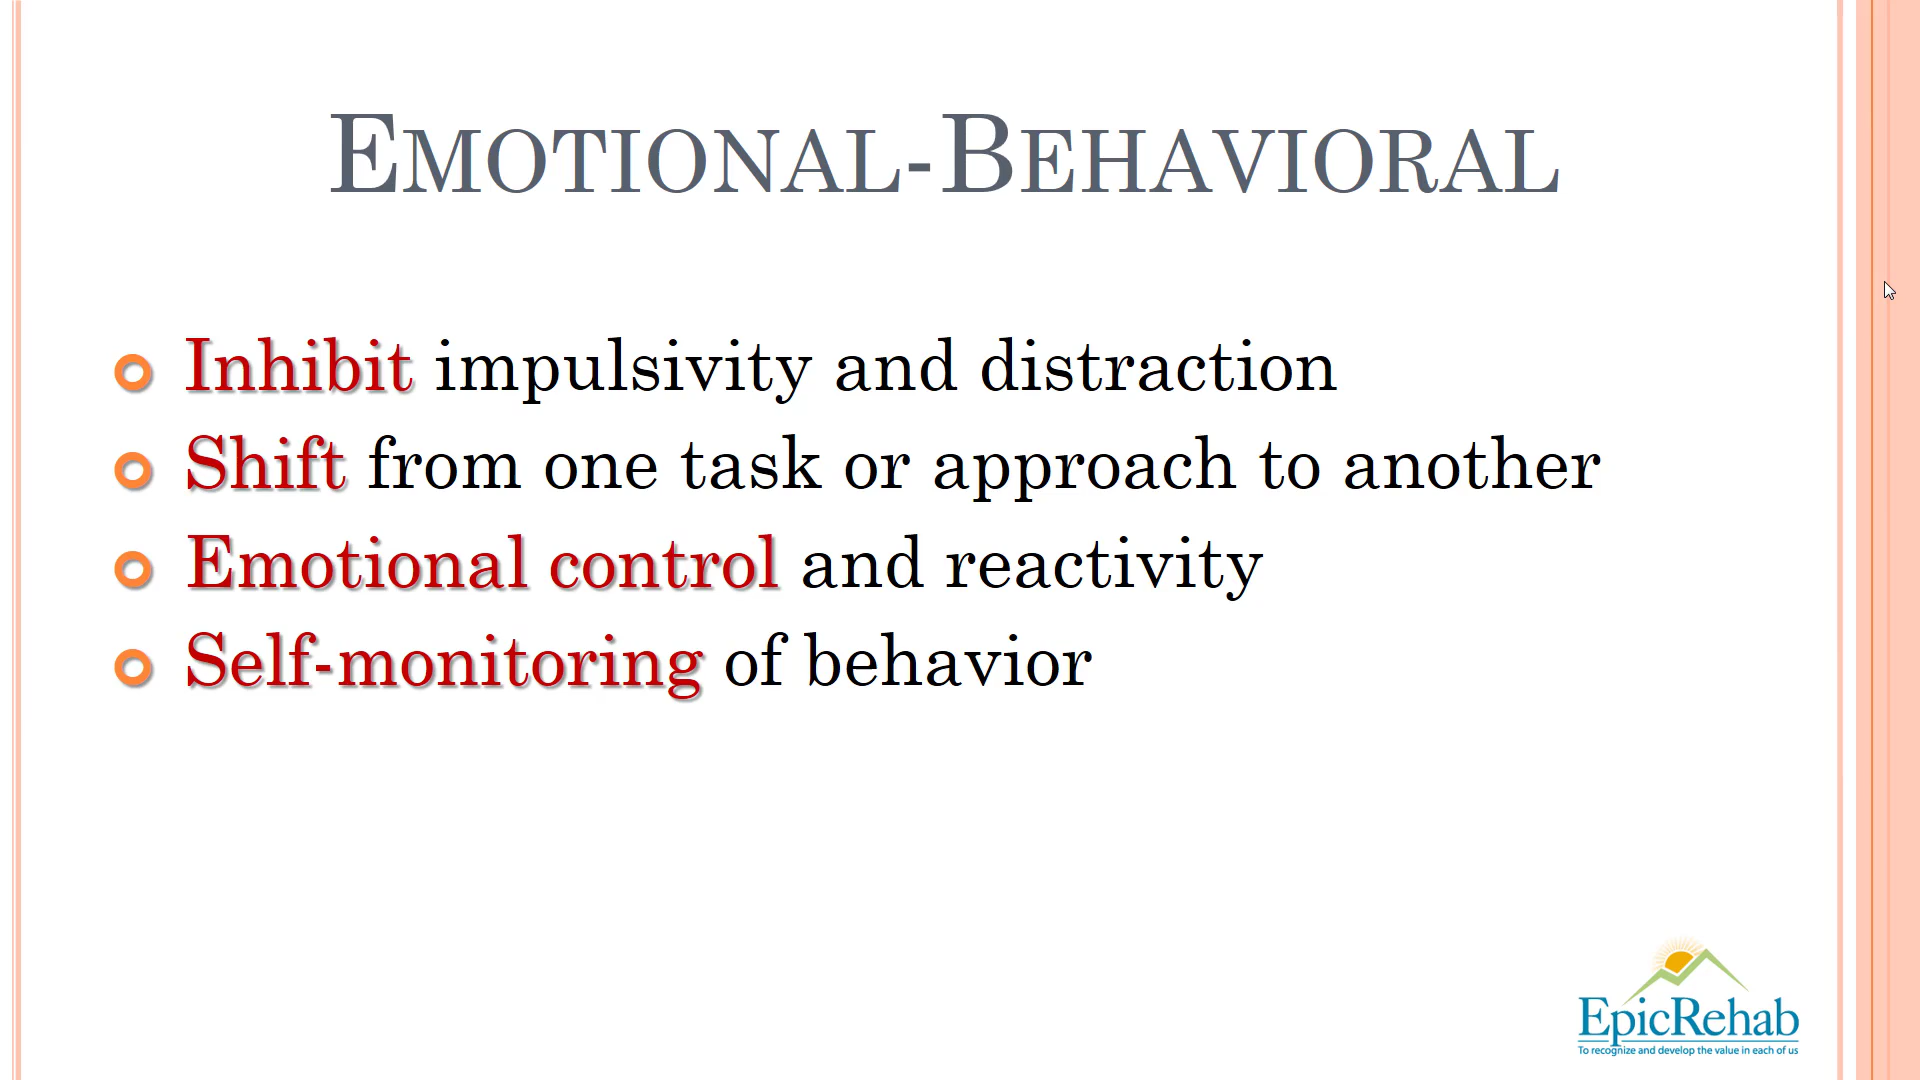 EMOTIONAL-BEHAVIORAL
Inhibit impulsivity and distraction
Shift from one task or approach to another
Emotional control and reactivity
Self-monitoring of behavior
EpicRehab
To recognize and develop the value in each of us